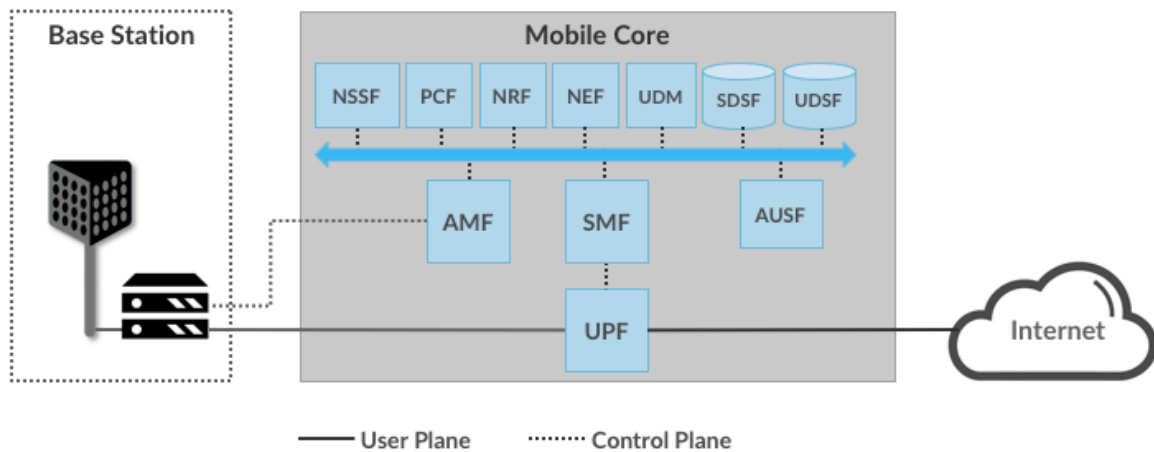 Base Station
Mobile Core
NSSF PCF NRF NEF UDM SDSF UDSF
AMF SMF AUSF
UPF
Internet
User Plane Control Plane